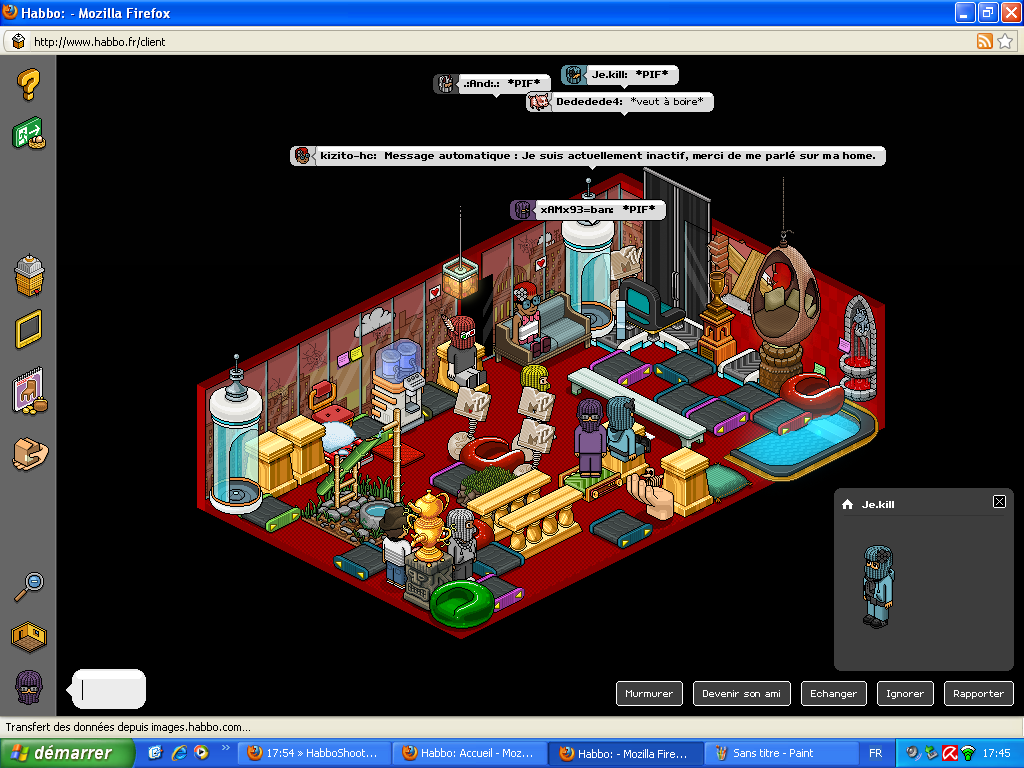 Habbo: - Mozilla Firefox
http://www.habbo.fr/client
Je.kill: *PIF*
.:And:.: *PIF*
Dededede4: *veut à boire*
kizito-hc: Message automatique : Je suis actuellement inactif, merci de me parlé sur ma home.
xAMx93=ban: *PIF*
Je.kill
Murmurer Devenir son ami Echanger Ignorer Rapporter
Transfert des données depuis images.habbo.com...
démarrer 17:54 » HabboShoot... Habbo: Accueil - Moz... Habbo: - Mozilla Fire... Sans titre - Paint FR 17:45